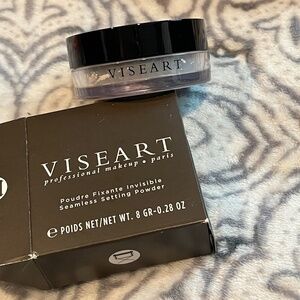 VISEART
VISEART
professional makeup • paris
Poudre Fixante Invisible
Seamless Setting Powder
℮ POIDS NET/NET WT. 8 GR-0.28 OZ